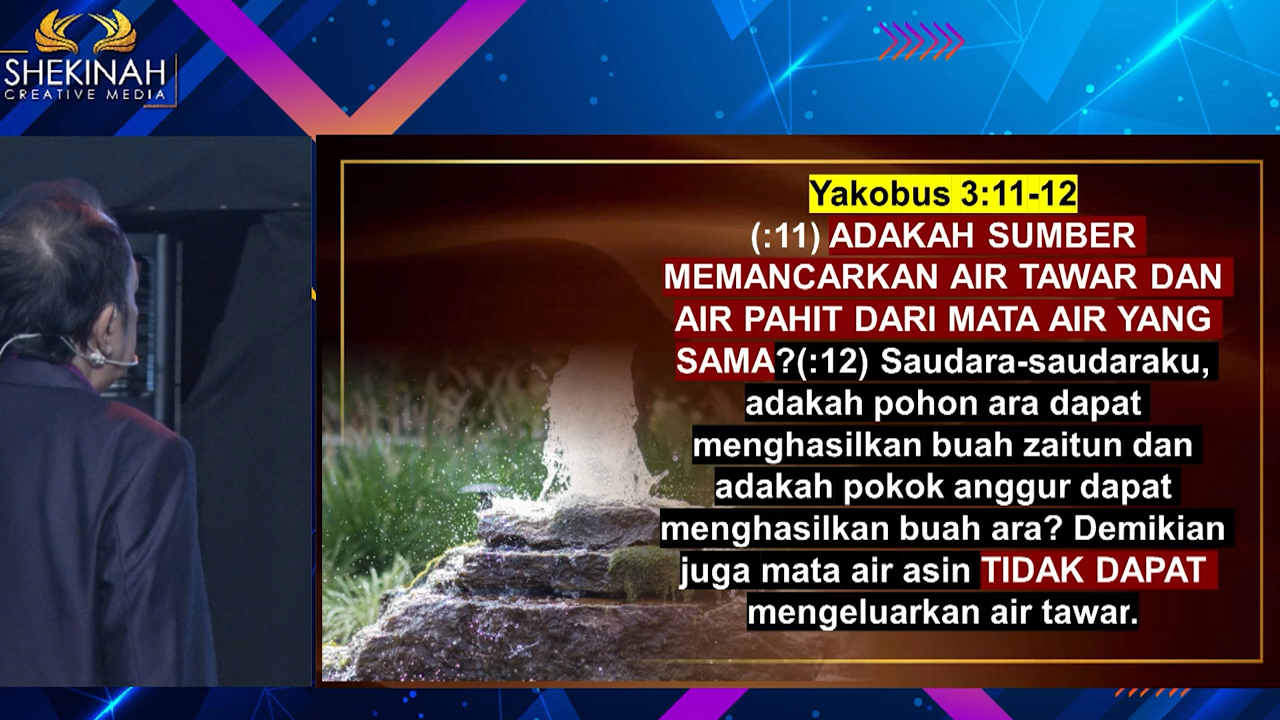 SHEKINAH
CREATIVE MEDIA
Yakobus 3:11-12
(:11) ADAKAH SUMBER
MEMANCARKAN AIR TAWAR DAN
AIR PAHIT DARI MATA AIR YANG
SAMA?(:12) Saudara-saudaraku,
adakah pohon ara dapat
menghasilkan buah zaitun dan
adakah pokok anggur dapat
menghasilkan buah ara? Demikian
juga mata air asin TIDAK DAPAT
mengeluarkan air tawar.